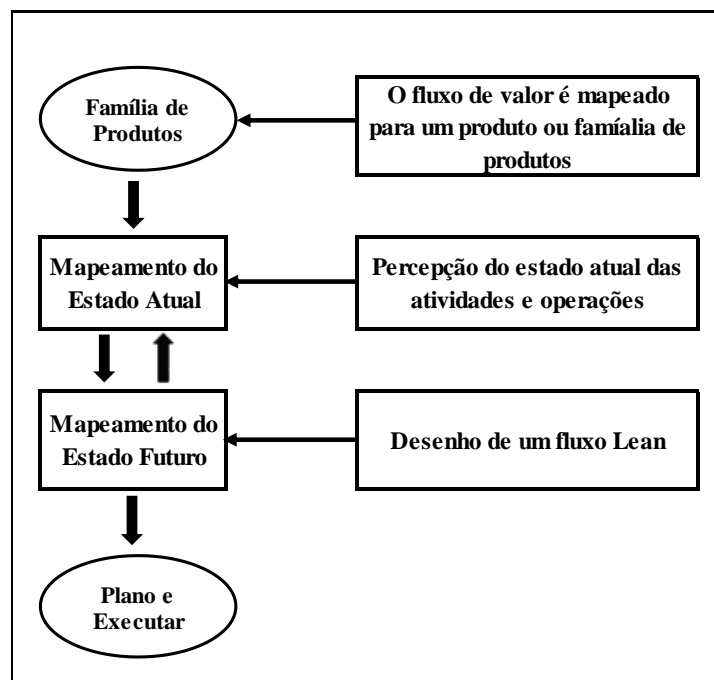 Família de
Produtos
O fluxo de valor é mapeado
para um produto ou famíalia de
produtos
Mapeamento do
Estado Atual
Percepção do estado atual das
atividades e operações
Mapeamento do
Estado Futuro
Desenho de um fluxo Lean
Plano e
Executar